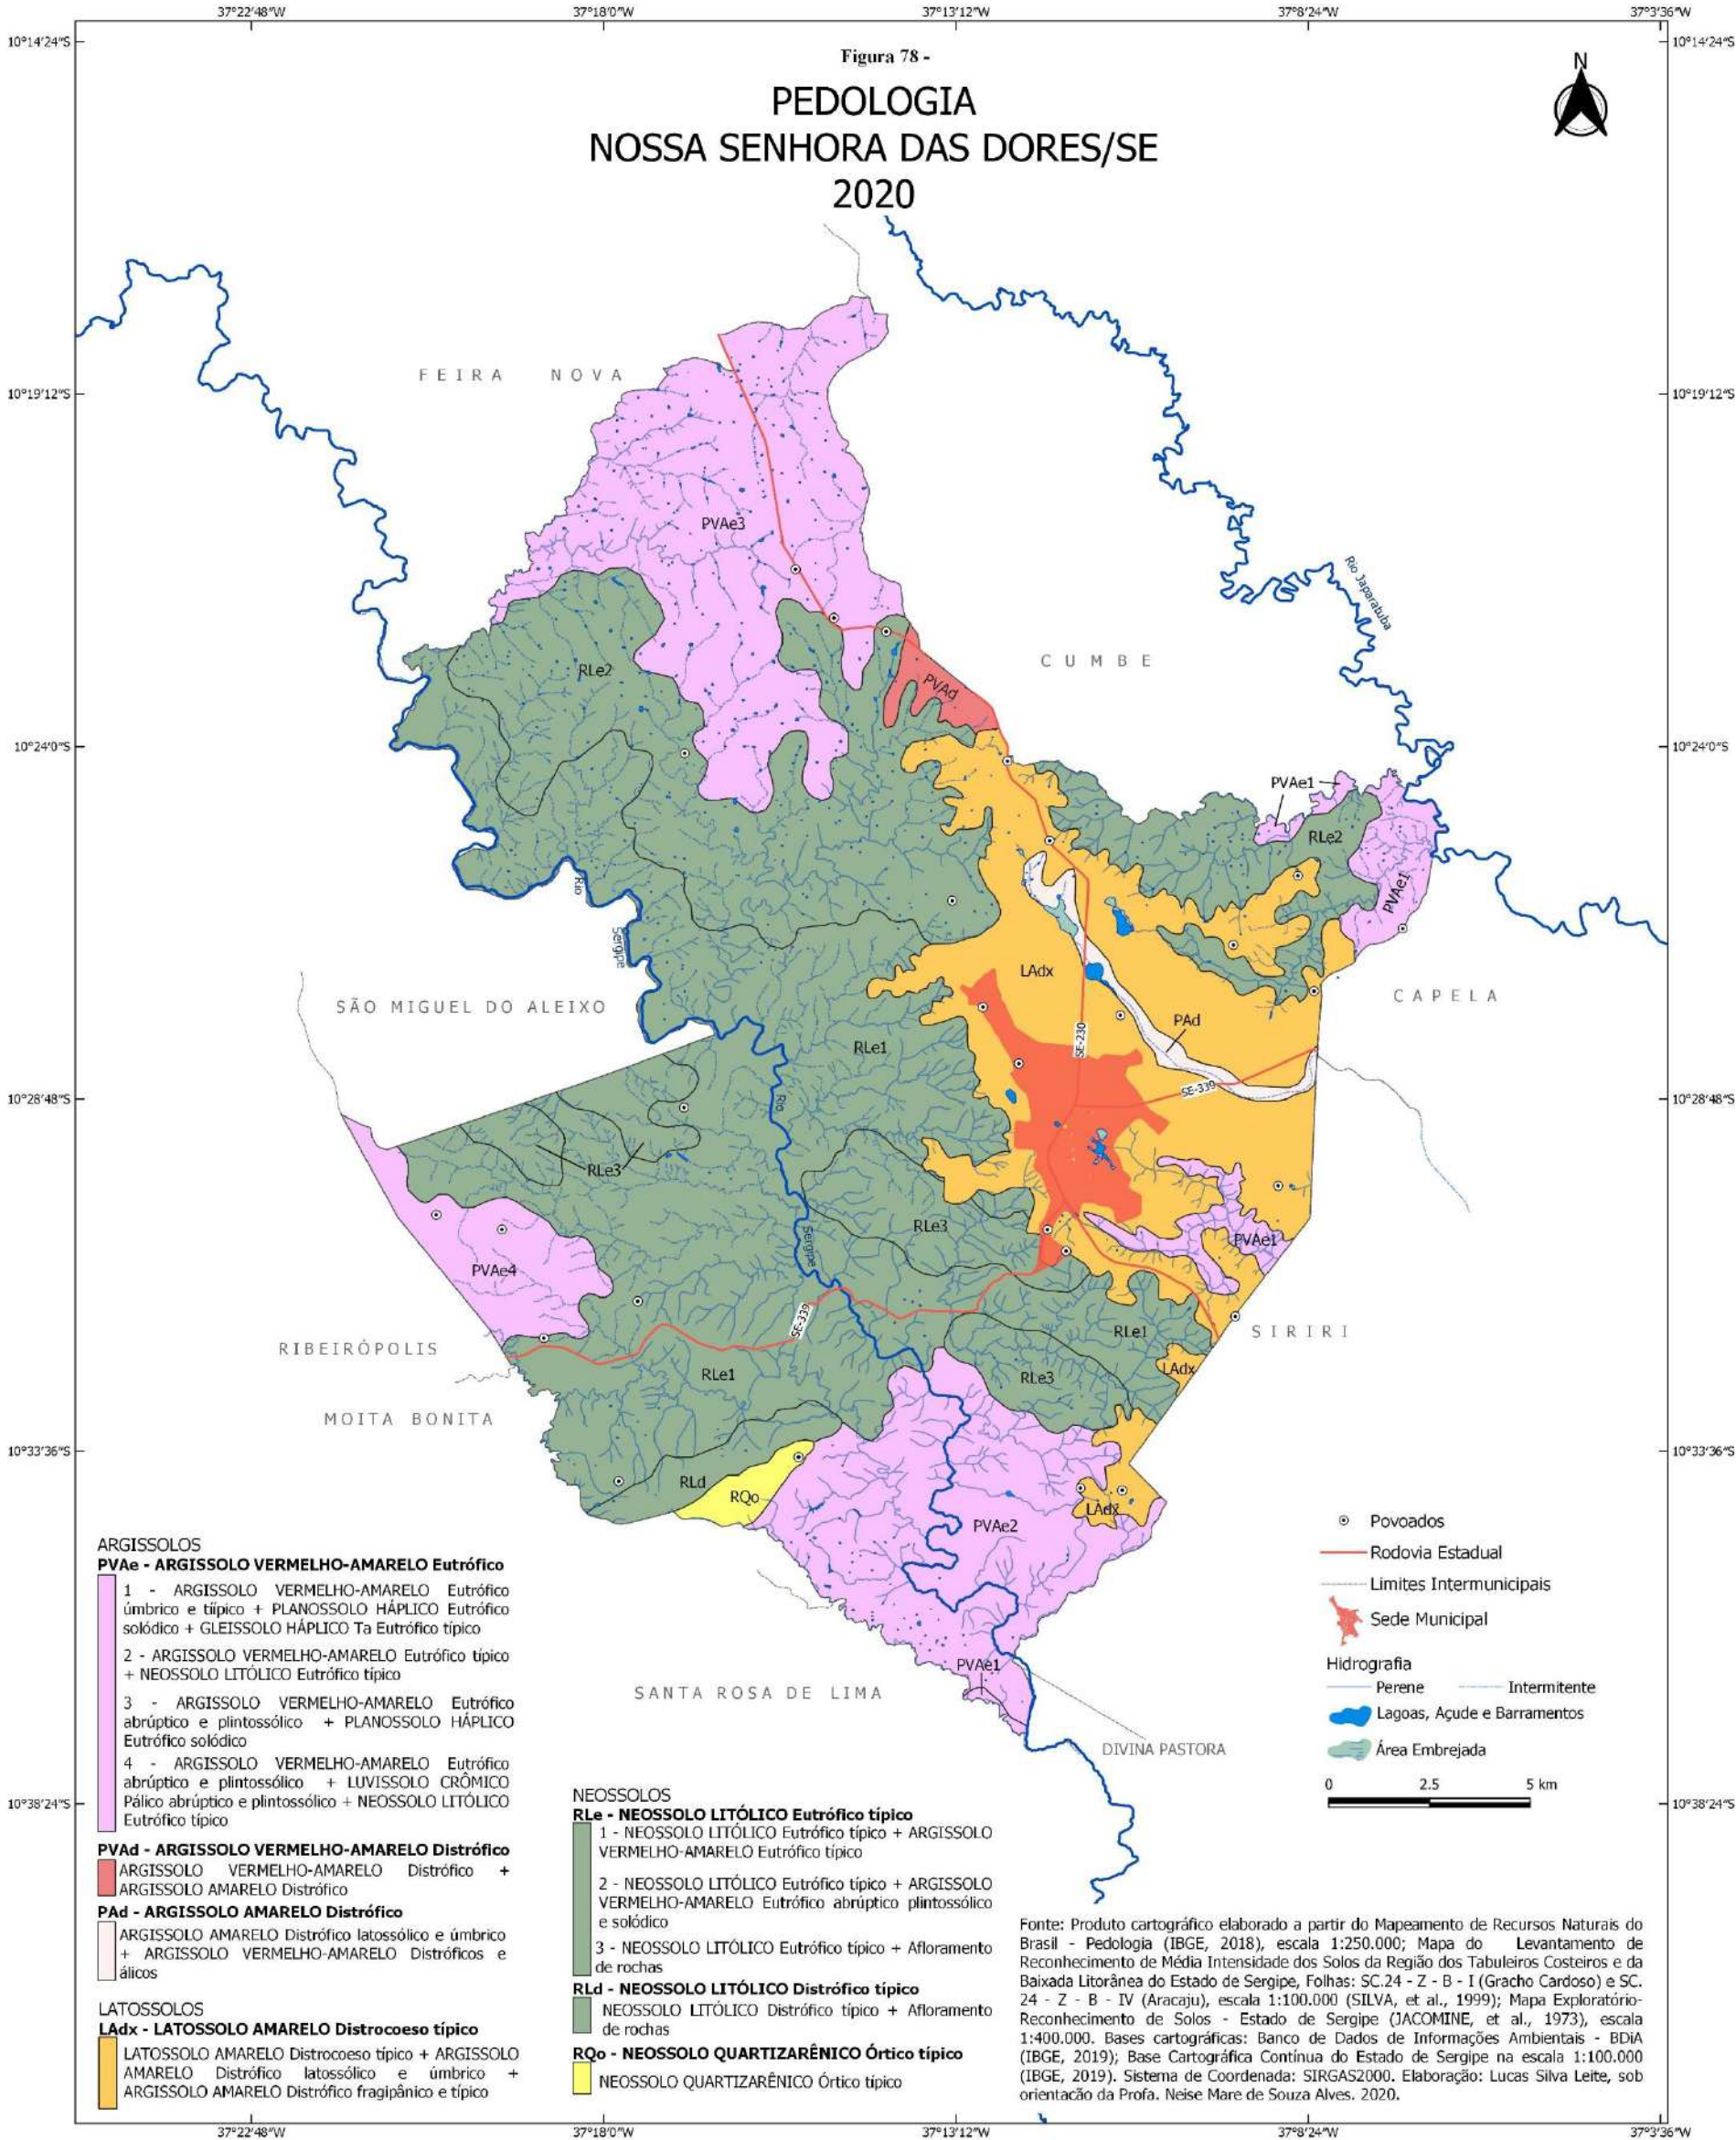 37°22'48"W 37°18'0"W 37°13'12"W 37°8'24"W 37°3'36"W
10°14'24"S 10°14'24"S
Figura 78 -
N
PEDOLOGIA
NOSSA SENHORA DAS DORES/SE
2020
FEIRA NOVA
10°19'12"S 10°19'12"S
PVAe3
Rio Japaratuba
CUMBE
RLe2
PVAd
10°24'0"S 10°24'0"S
PVAe1
RLe2
PVAe1
Rio
Sergipe
LAdx
CAPELA
SÃO MIGUEL DO ALEIXO
PAd
SE-230
RLe1
SE-339
10°28'48"S 10°28'48"S
Rio
RLe3
RLe3
Sergipe
PVAe1
PVAe4
SE-339
RLe1
SIRIRI
RIBEIRÓPOLIS
LAdx
RLe1
RLe3
MOITA BONITA
10°33'36"S 10°33'36"S
RLd
RQo
LAdx
PVAe2
PVAe1
SANTA ROSA DE LIMA
DIVINA PASTORA
10°38'24"S 10°38'24"S
ARGISSOLOS
PVAe - ARGISSOLO VERMELHO-AMARELO Eutrófico
1 - ARGISSOLO VERMELHO-AMARELO Eutrófico
úmbrico e tiípico + PLANOSSOLO HÁPLICO Eutrófico
solódico + GLEISSOLO HÁPLICO Ta Eutrófico típico
2 - ARGISSOLO VERMELHO-AMARELO Eutrófico típico
+ NEOSSOLO LITÓLICO Eutrófico típico
3 - ARGISSOLO VERMELHO-AMARELO Eutrófico
abrúptico e plintossólico + PLANOSSOLO HÁPLICO
Eutrófico solódico
4 - ARGISSOLO VERMELHO-AMARELO Eutrófico
abrúptico e plintossólico + LUVISSOLO CRÔMICO
Pálico abrúptico e plintossólico + NEOSSOLO LITÓLICO
Eutrófico típico
PVAd - ARGISSOLO VERMELHO-AMARELO Distrófico
ARGISSOLO VERMELHO-AMARELO Distrófico +
ARGISSOLO AMARELO Distrófico
PAd - ARGISSOLO AMARELO Distrófico
ARGISSOLO AMARELO Distrófico latossólico e úmbrico
+ ARGISSOLO VERMELHO-AMARELO Distróficos e
álicos
LATOSSOLOS
LAdx - LATOSSOLO AMARELO Distrocoeso típico
LATOSSOLO AMARELO Distrocoeso típico + ARGISSOLO
AMARELO Distrófico latossólico e úmbrico +
ARGISSOLO AMARELO Distrófico fragipânico e típico
NEOSSOLOS
RLe - NEOSSOLO LITÓLICO Eutrófico típico
1 - NEOSSOLO LITÓLICO Eutrófico típico + ARGISSOLO
VERMELHO-AMARELO Eutrófico típico
2 - NEOSSOLO LITÓLICO Eutrófico típico + ARGISSOLO
VERMELHO-AMARELO Eutrófico abrúptico plintossólico
e solódico
3 - NEOSSOLO LITÓLICO Eutrófico típico + Afloramento
de rochas
RLd - NEOSSOLO LITÓLICO Distrófico típico
NEOSSOLO LITÓLICO Distrófico típico + Afloramento
de rochas
RQo - NEOSSOLO QUARTIZARÊNICO Órtico típico
NEOSSOLO QUARTIZARÊNICO Órtico típico
Povoados
Rodovia Estadual
Limites Intermunicipais
Sede Municipal
Hidrografia
Perene Intermitente
Lagoas, Açude e Barramentos
Área Embrejada
0 2.5 5 km
Fonte: Produto cartográfico elaborado a partir do Mapeamento de Recursos Naturais do
Brasil - Pedologia (IBGE, 2018), escala 1:250.000; Mapa do Levantamento de
Reconhecimento de Média Intensidade dos Solos da Região dos Tabuleiros Costeiros e da
Baixada Litorânea do Estado de Sergipe, Folhas: SC.24 - Z - B - I (Gracho Cardoso) e SC.
24 - Z - B - IV (Aracaju), escala 1:100.000 (SILVA, et al., 1999); Mapa Exploratório-
Reconhecimento de Solos - Estado de Sergipe (JACOMINE, et al., 1973), escala
1:400.000. Bases cartográficas: Banco de Dados de Informações Ambientais - BDiA
(IBGE, 2019); Base Cartográfica Contínua do Estado de Sergipe na escala 1:100.000
(IBGE, 2019). Sistema de Coordenada: SIRGAS2000. Elaboração: Lucas Silva Leite, sob
orientação da Profa. Neise Mare de Souza Alves. 2020.
37°22'48"W 37°18'0"W 37°13'12"W 37°8'24"W 37°3'36"W